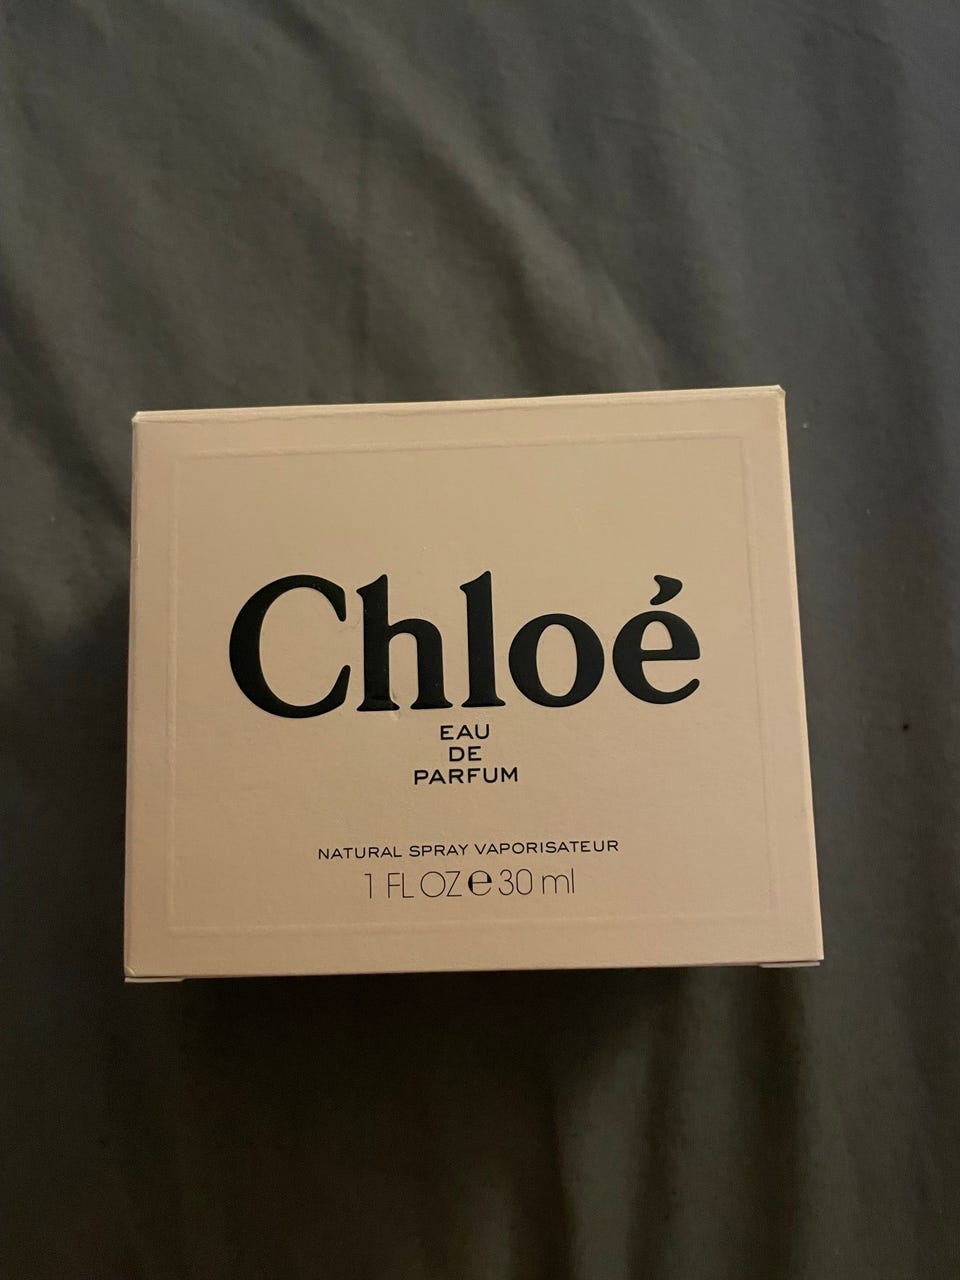 Chloé
EAU
DE
PARFUM
NATURAL SPRAY VAPORISATEUR
1 FL OZ ℮ 30 ml